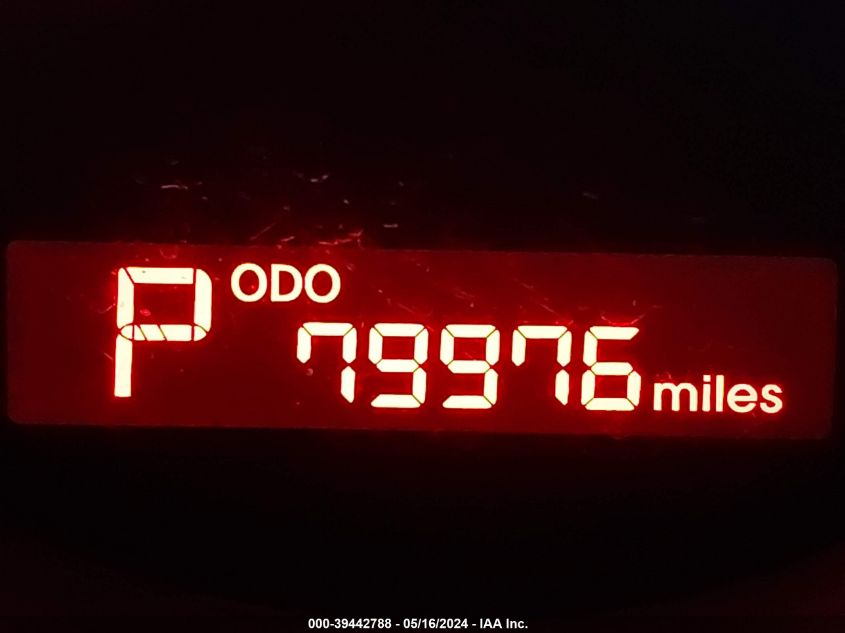 P ODO
79976 miles
000-39442788 - 05/16/2024 - IAA Inc.